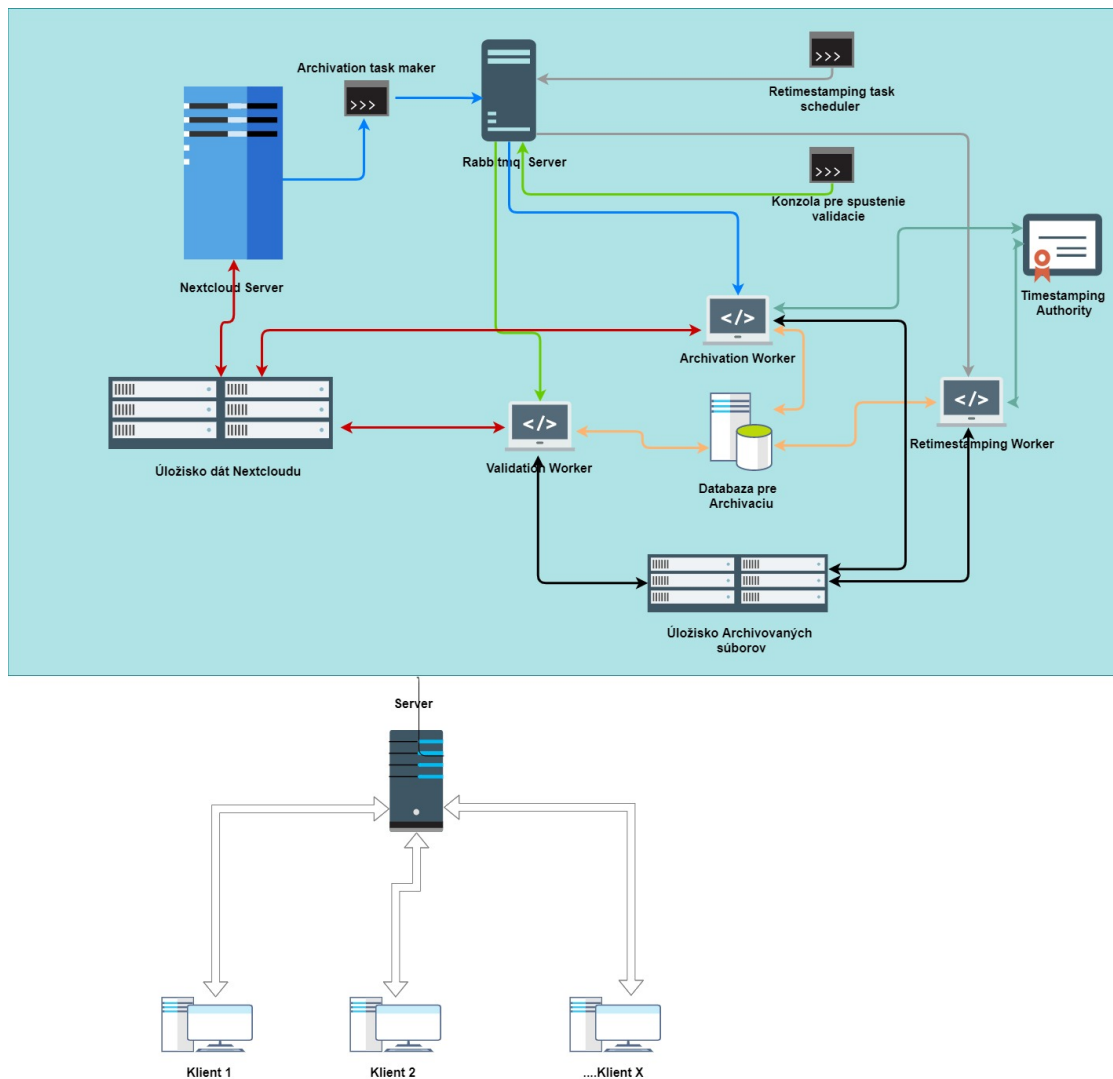 Archivation task maker
>>>
>>>
Retimestamping task
scheduler
Rabbitmq Server
>>>
Konzola pre spustenie
validacie
Nextcloud Server
Timestamping
Authority
</>
Archivation Worker
</>
Retimestamping Worker
</>
Validation Worker
Úložisko dát Nextcloudu
Databaza pre
Archivaciu
Úložisko Archivovaných
súborov
Server
Klient 1
Klient 2
....Klient X